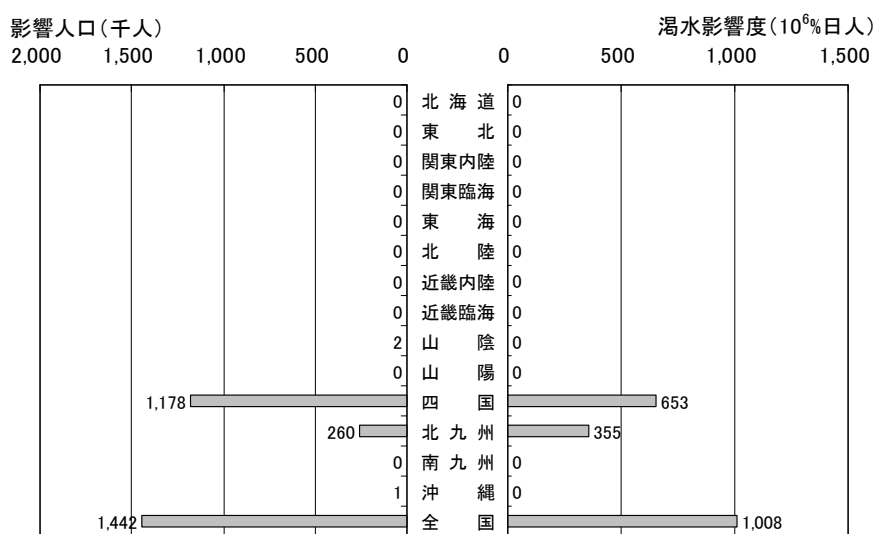 影響人口(千人) 渇水影響度(10⁶%日人)
2,000 1,500 1,000 500 0 0 500 1,000 1,500
0 北海道 0
0 東北 0
0 関東内陸 0
0 関東臨海 0
0 東海 0
0 北陸 0
0 近畿内陸 0
0 近畿臨海 0
2 山陰 0
0 山陽 0
1,178 四国 653
260 北九州 355
0 南九州 0
1 沖縄 0
1,442 全国 1,008